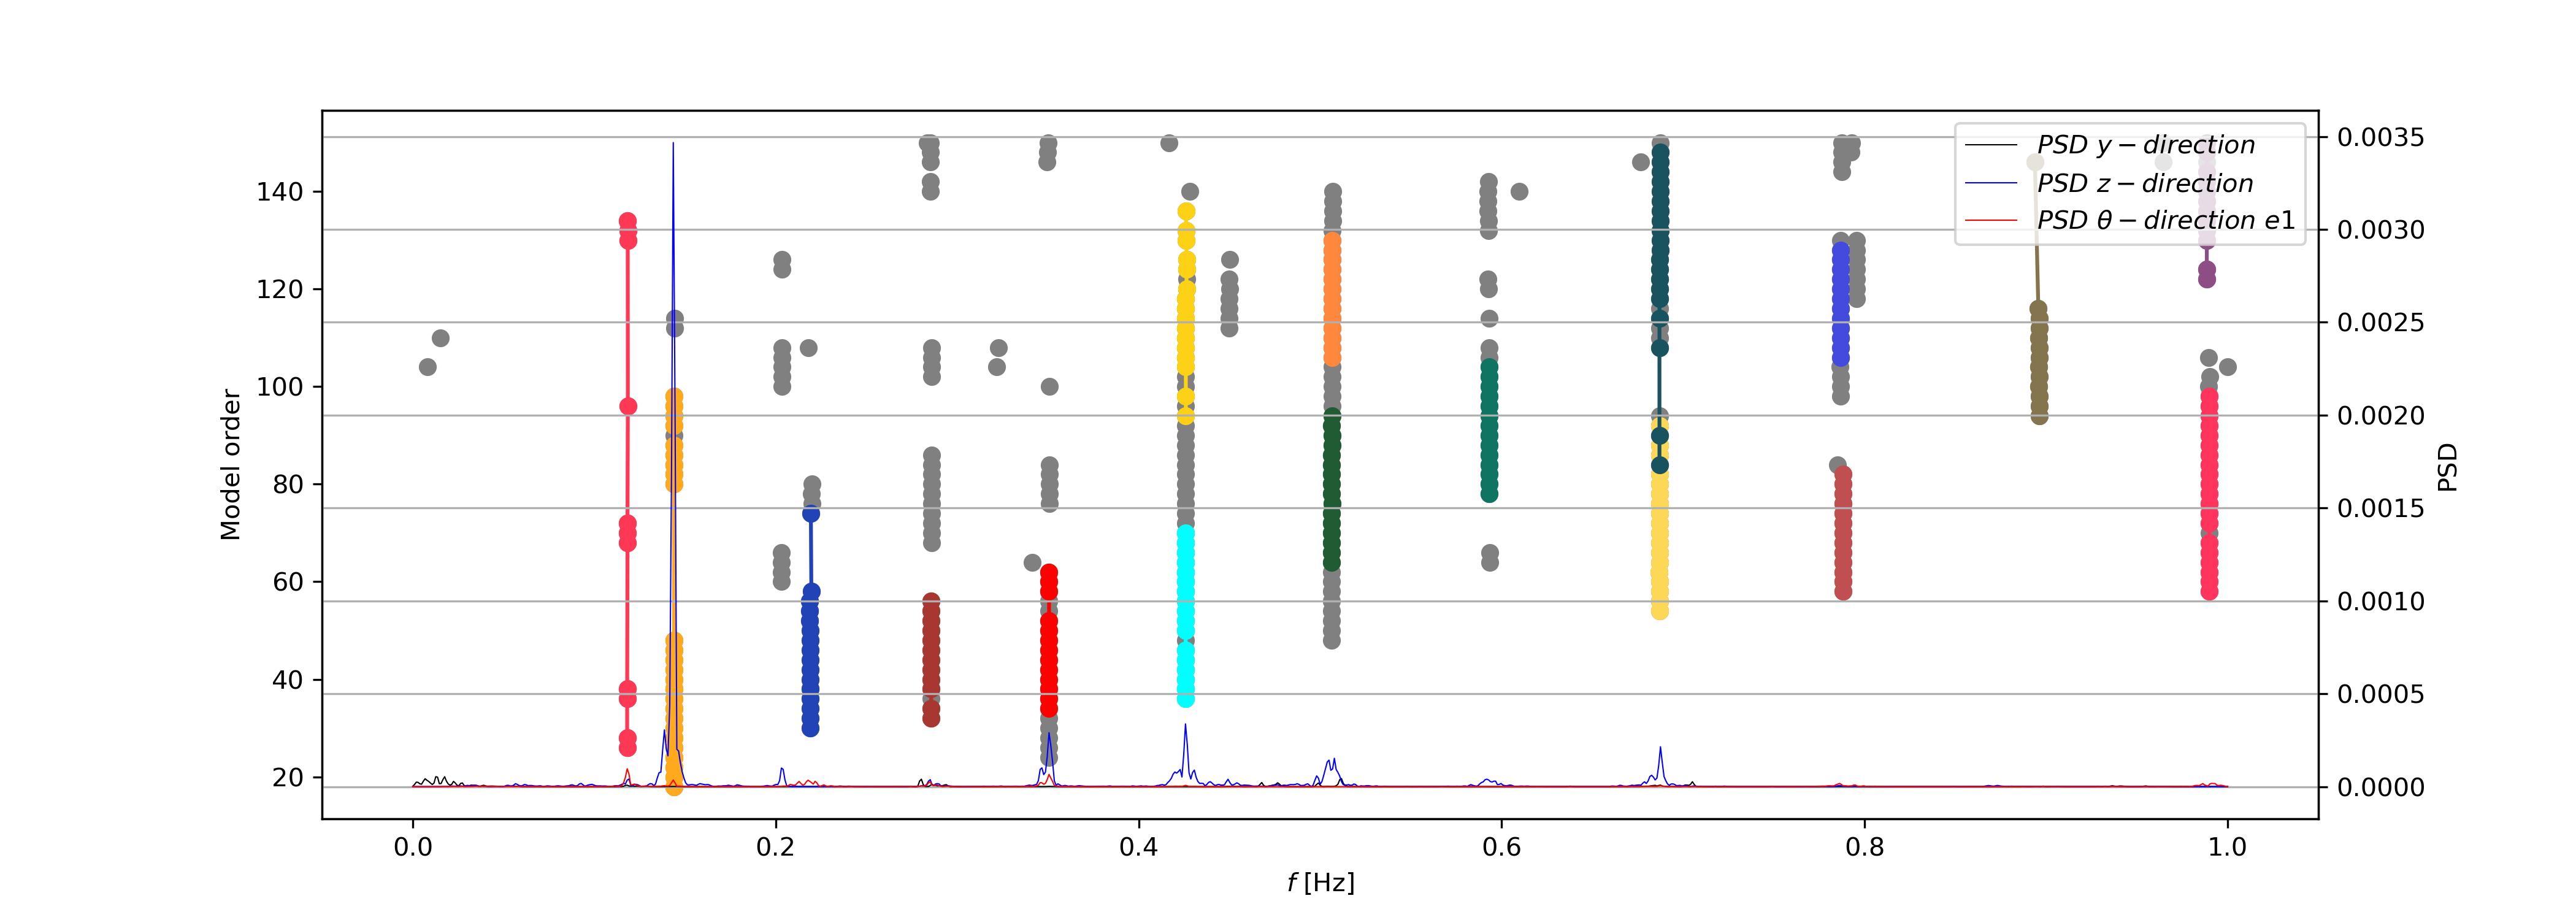 PSD y − direction
PSD z − direction
PSD θ − direction e1
Model order
140
120
100
80
60
40
20
0.0035
0.0030
0.0025
0.0020
0.0015
0.0010
0.0005
0.0000
PSD
0.0 0.2 0.4 0.6 0.8 1.0
f [Hz]